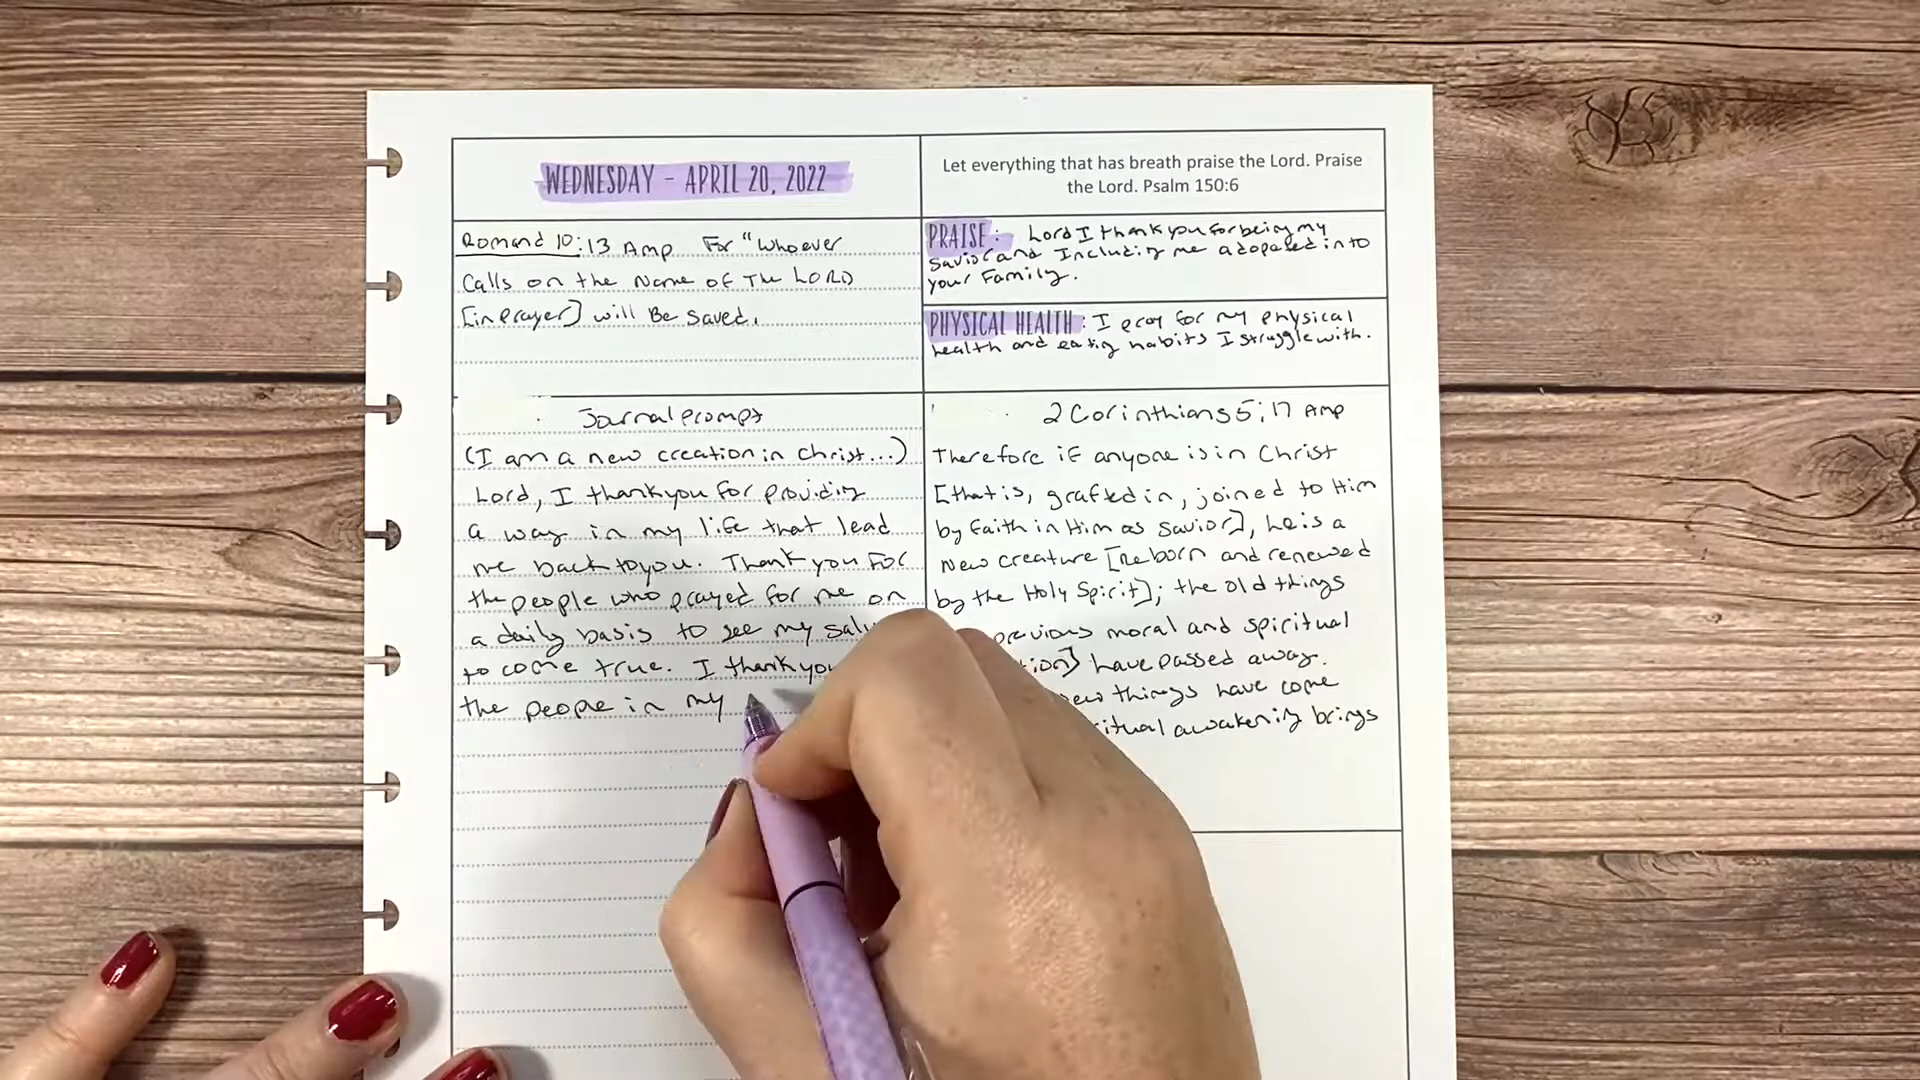 WEDNESDAY - APRIL 20, 2022
Let everything that has breath praise the Lord. Praise
the Lord. Psalm 150:6
Romand 10:13 Amp For "Whoever
Calls on the Name of The LORD
[in Prayer] will Be Saved.
PRAISE: Lord I thank you for being my
Savior and Including me adopated into
your Family.
PHYSICAL HEALTH: I pray for my physical
health and eating habits I struggle with.
Journal prompt
(I am a new creation in Christ...)
Lord, I thank you for providing
a way in my life that lead
me back to you. Thank you For
the people who prayed for me on
a daily basis to see my
to come true. I thank you
the people in my
2 Corinthians 5:17 Amp
Therefore if anyone is in Christ
[that is, grafted in, joined to Him
by Faith in Him as Savior], he is a
New creature [Reborn and renewed
by the Holy Spirit]; the old things
previous moral and spiritual
have passed away.
things have come
awakening brings